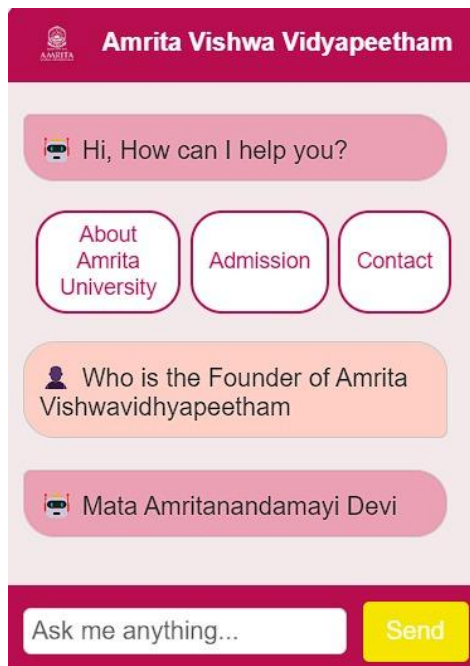 AMRITA
Amrita Vishwa Vidyapeetham
Hi, How can I help you?
About
Amrita
University
Admission
Contact
Who is the Founder of Amrita
Vishwavidhyapeetham
Mata Amritanandamayi Devi
Ask me anything...
Send